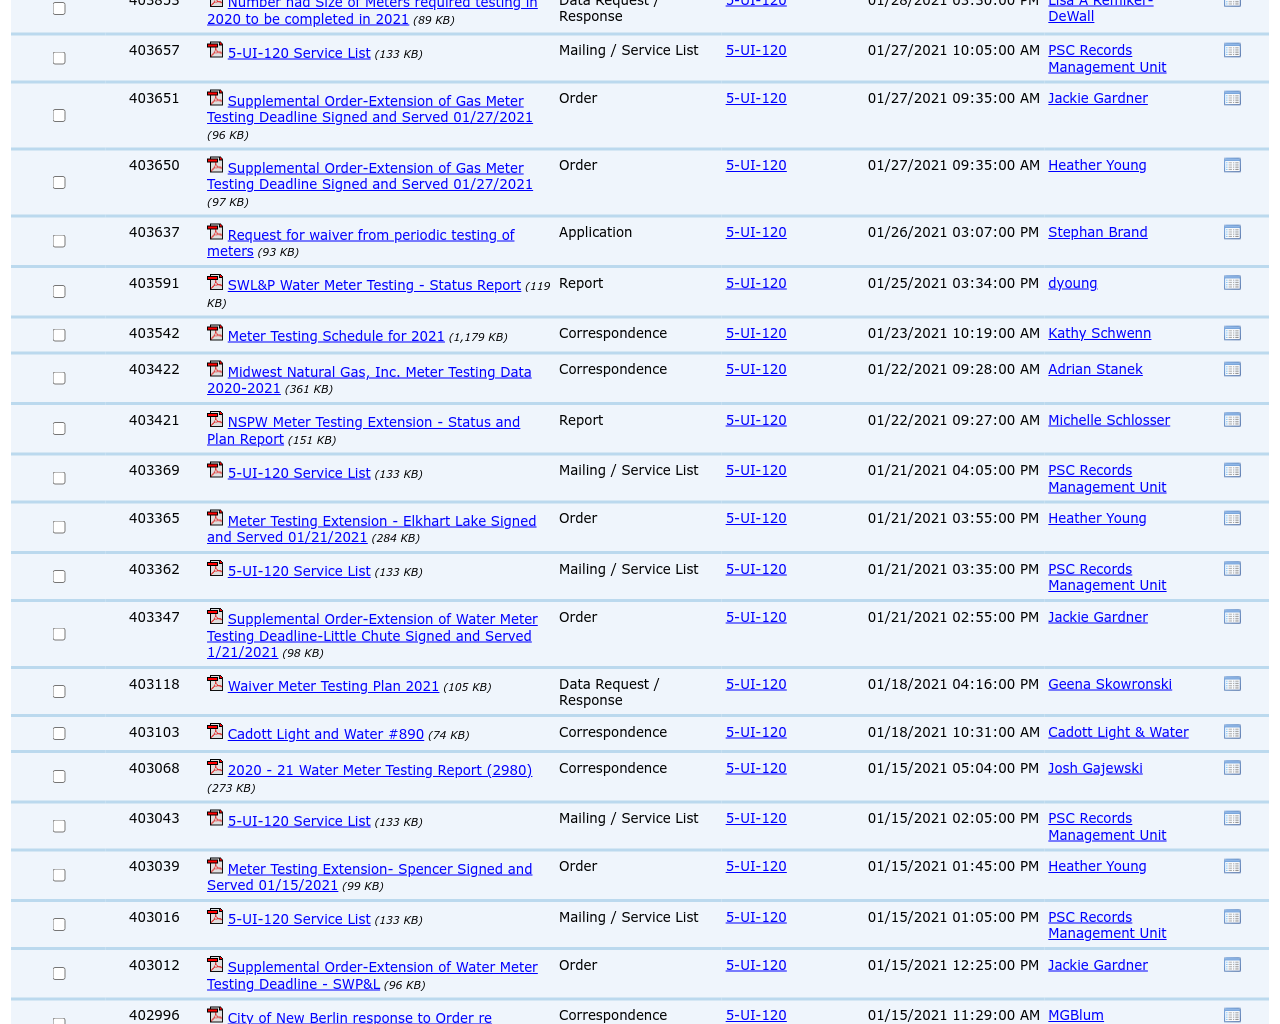 Number had Size of Meters required testing in
2020 to be completed in 2021 (89 KB)
Data Request /
Response
5-UI-120
Lisa A Remiker-
DeWall
403657 5-UI-120 Service List (133 KB) Mailing / Service List 5-UI-120 01/27/2021 10:05:00 AM PSC Records
Management Unit
403651 Supplemental Order-Extension of Gas Meter Order 5-UI-120 01/27/2021 09:35:00 AM Jackie Gardner
Testing Deadline Signed and Served 01/27/2021
(96 KB)
403650 Supplemental Order-Extension of Gas Meter Order 5-UI-120 01/27/2021 09:35:00 AM Heather Young
Testing Deadline Signed and Served 01/27/2021
(97 KB)
403637 Request for waiver from periodic testing of Application 5-UI-120 01/26/2021 03:07:00 PM Stephan Brand
meters (93 KB)
403591 SWL&P Water Meter Testing - Status Report (119 Report 5-UI-120 01/25/2021 03:34:00 PM dyoung
KB)
403542 Meter Testing Schedule for 2021 (1,179 KB) Correspondence 5-UI-120 01/23/2021 10:19:00 AM Kathy Schwenn
403422 Midwest Natural Gas, Inc. Meter Testing Data Correspondence 5-UI-120 01/22/2021 09:28:00 AM Adrian Stanek
2020-2021 (361 KB)
403421 NSPW Meter Testing Extension - Status and Report 5-UI-120 01/22/2021 09:27:00 AM Michelle Schlosser
Plan Report (151 KB)
403369 5-UI-120 Service List (133 KB) Mailing / Service List 5-UI-120 01/21/2021 04:05:00 PM PSC Records
Management Unit
403365 Meter Testing Extension - Elkhart Lake Signed Order 5-UI-120 01/21/2021 03:55:00 PM Heather Young
and Served 01/21/2021 (284 KB)
403362 5-UI-120 Service List (133 KB) Mailing / Service List 5-UI-120 01/21/2021 03:35:00 PM PSC Records
Management Unit
403347 Supplemental Order-Extension of Water Meter Order 5-UI-120 01/21/2021 02:55:00 PM Jackie Gardner
Testing Deadline-Little Chute Signed and Served
1/21/2021 (98 KB)
403118 Waiver Meter Testing Plan 2021 (105 KB) Data Request / 5-UI-120 01/18/2021 04:16:00 PM Geena Skowronski
Response
403103 Cadott Light and Water #890 (74 KB) Correspondence 5-UI-120 01/18/2021 10:31:00 AM Cadott Light & Water
403068 2020 - 21 Water Meter Testing Report (2980) Correspondence 5-UI-120 01/15/2021 05:04:00 PM Josh Gajewski
(273 KB)
403043 5-UI-120 Service List (133 KB) Mailing / Service List 5-UI-120 01/15/2021 02:05:00 PM PSC Records
Management Unit
403039 Meter Testing Extension- Spencer Signed and Order 5-UI-120 01/15/2021 01:45:00 PM Heather Young
Served 01/15/2021 (99 KB)
403016 5-UI-120 Service List (133 KB) Mailing / Service List 5-UI-120 01/15/2021 01:05:00 PM PSC Records
Management Unit
403012 Supplemental Order-Extension of Water Meter Order 5-UI-120 01/15/2021 12:25:00 PM Jackie Gardner
Testing Deadline - SWP&L (96 KB)
402996 City of New Berlin response to Order re Correspondence 5-UI-120 01/15/2021 11:29:00 AM MGBlum